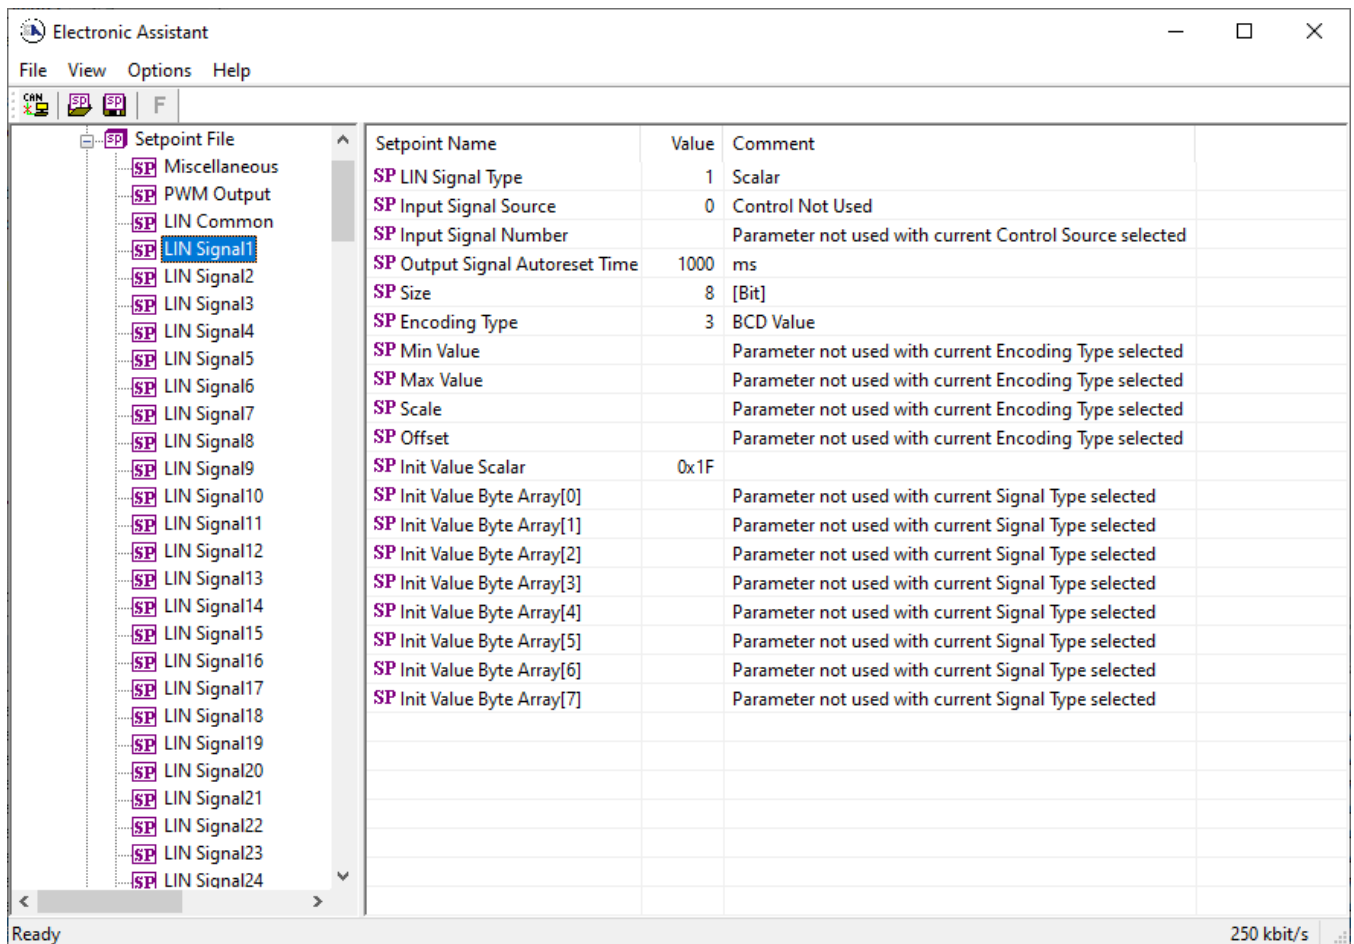 Electronic Assistant
File View Options Help
CAN SP SP F
Setpoint File
Miscellaneous
PWM Output
LIN Common
LIN Signal1
LIN Signal2
LIN Signal3
LIN Signal4
LIN Signal5
LIN Signal6
LIN Signal7
LIN Signal8
LIN Signal9
LIN Signal10
LIN Signal11
LIN Signal12
LIN Signal13
LIN Signal14
LIN Signal15
LIN Signal16
LIN Signal17
LIN Signal18
LIN Signal19
LIN Signal20
LIN Signal21
LIN Signal22
LIN Signal23
LIN Signal24
Setpoint Name Value Comment
SP LIN Signal Type 1 Scalar
SP Input Signal Source 0 Control Not Used
SP Input Signal Number Parameter not used with current Control Source selected
SP Output Signal Autoreset Time 1000 ms
SP Size 8 [Bit]
SP Encoding Type 3 BCD Value
SP Min Value Parameter not used with current Encoding Type selected
SP Max Value Parameter not used with current Encoding Type selected
SP Scale Parameter not used with current Encoding Type selected
SP Offset Parameter not used with current Encoding Type selected
SP Init Value Scalar 0x1F
SP Init Value Byte Array[0] Parameter not used with current Signal Type selected
SP Init Value Byte Array[1] Parameter not used with current Signal Type selected
SP Init Value Byte Array[2] Parameter not used with current Signal Type selected
SP Init Value Byte Array[3] Parameter not used with current Signal Type selected
SP Init Value Byte Array[4] Parameter not used with current Signal Type selected
SP Init Value Byte Array[5] Parameter not used with current Signal Type selected
SP Init Value Byte Array[6] Parameter not used with current Signal Type selected
SP Init Value Byte Array[7] Parameter not used with current Signal Type selected
Ready 250 kbit/s